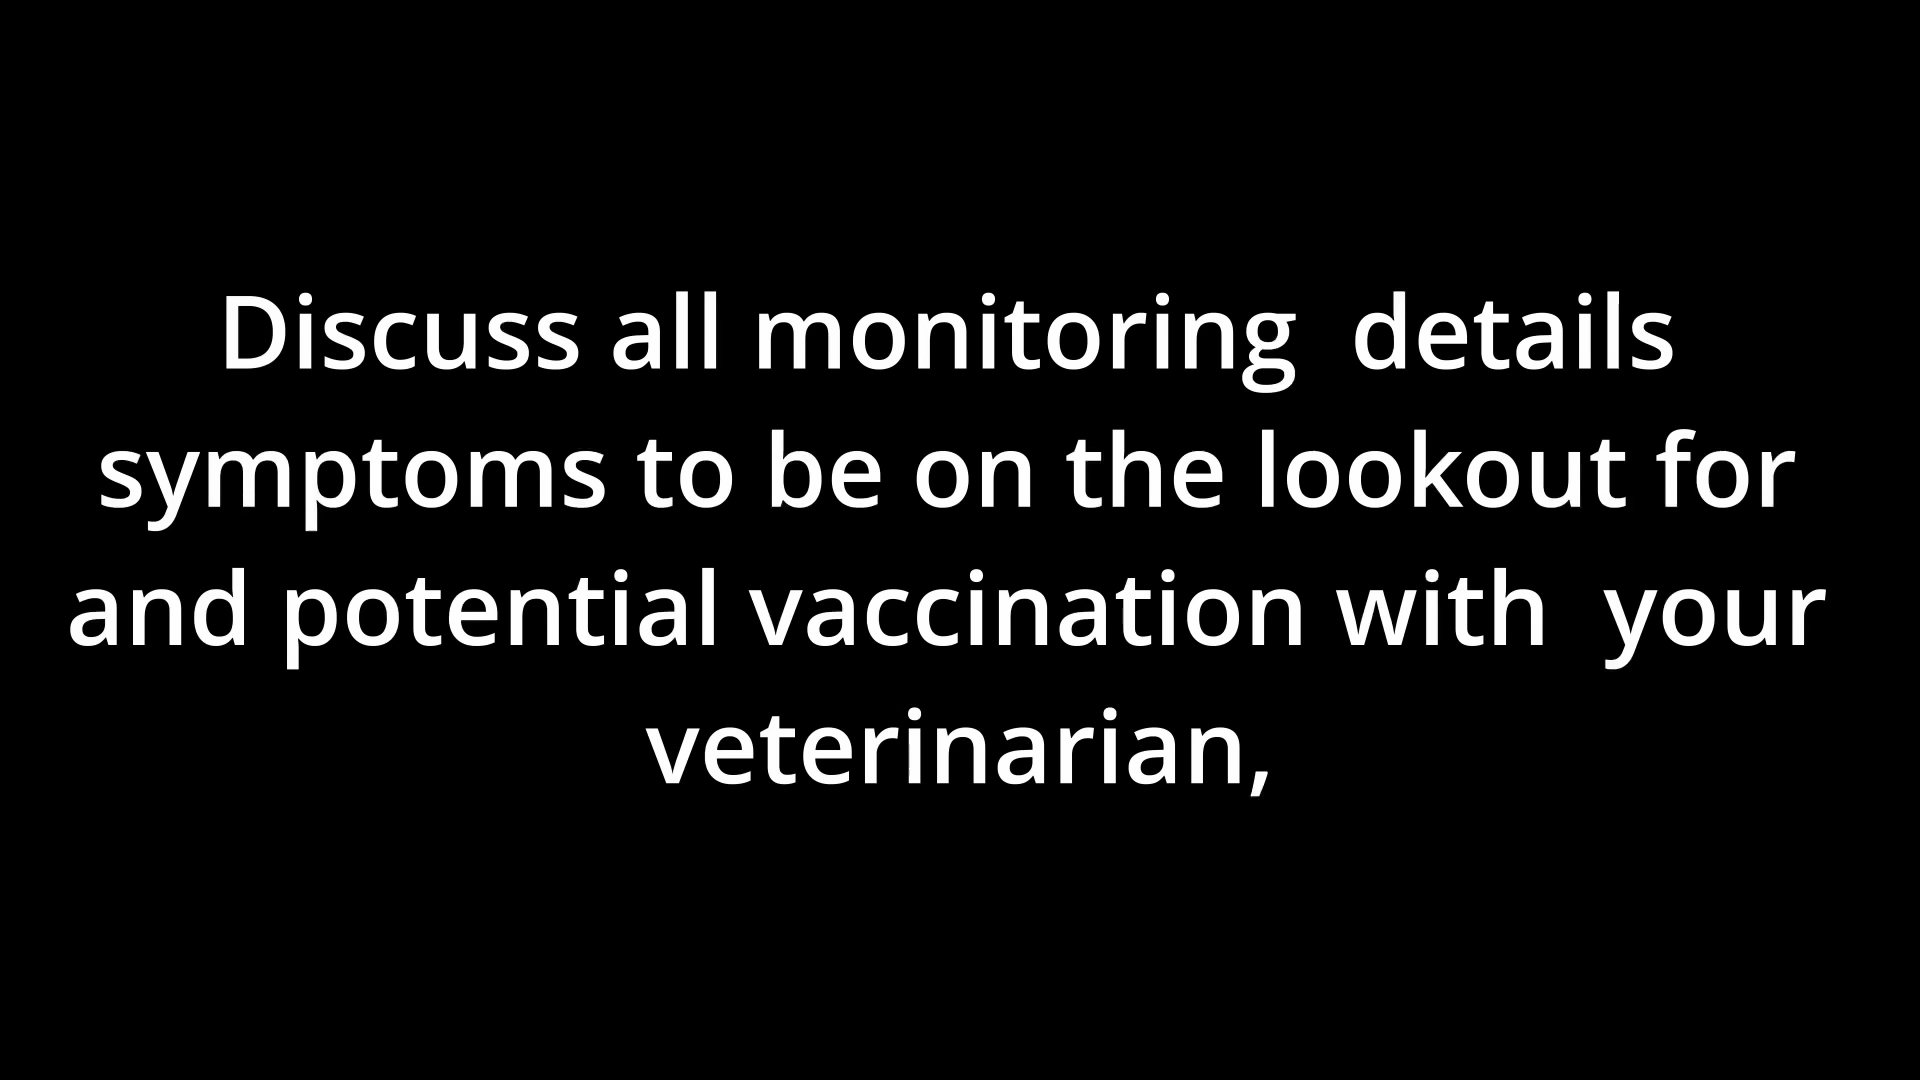 Discuss all monitoring  details
symptoms to be on the lookout for
and potential vaccination with  your
veterinarian,